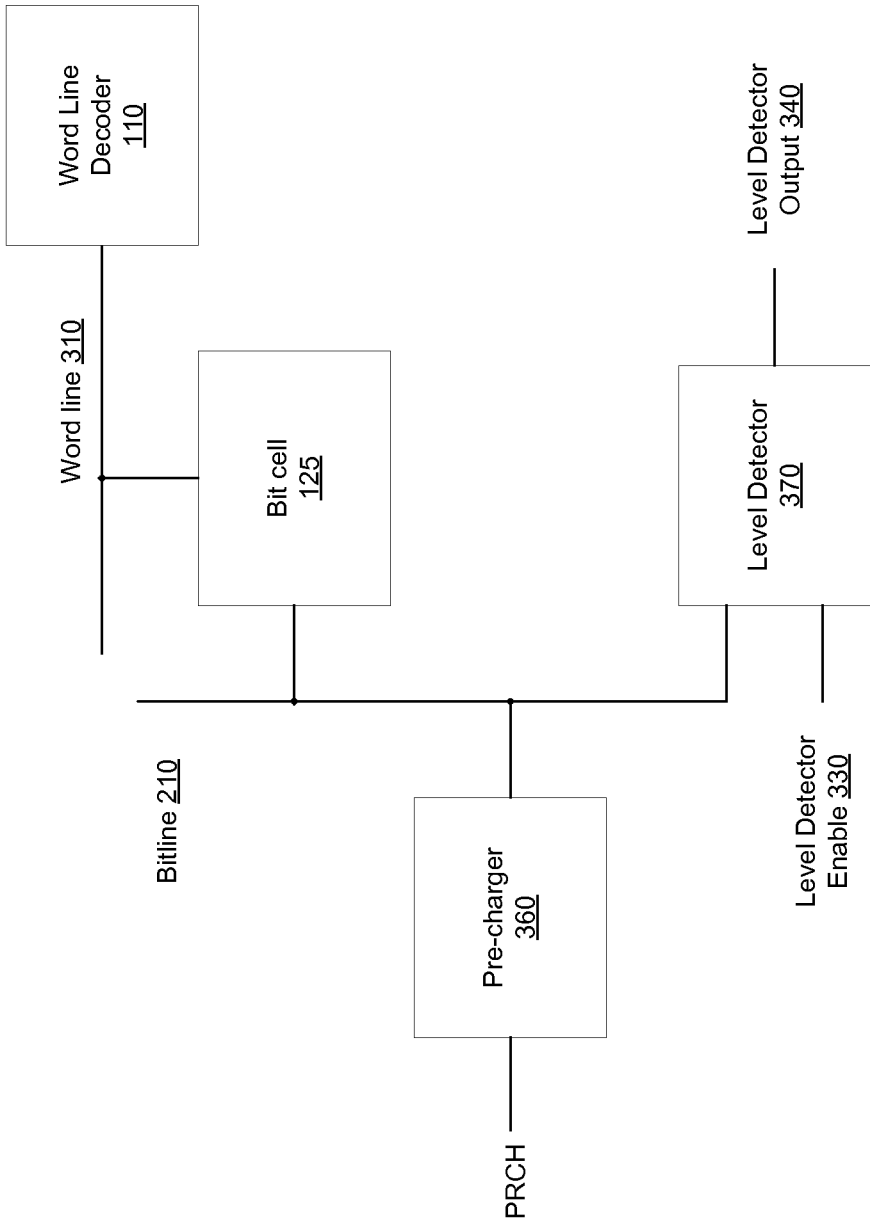 Word Line
Decoder
110
Word line 310
Bit cell
125
Bitline 210
Pre-charger
360
PRCH
Level Detector
370
Level Detector
Enable 330
Level Detector
Output 340